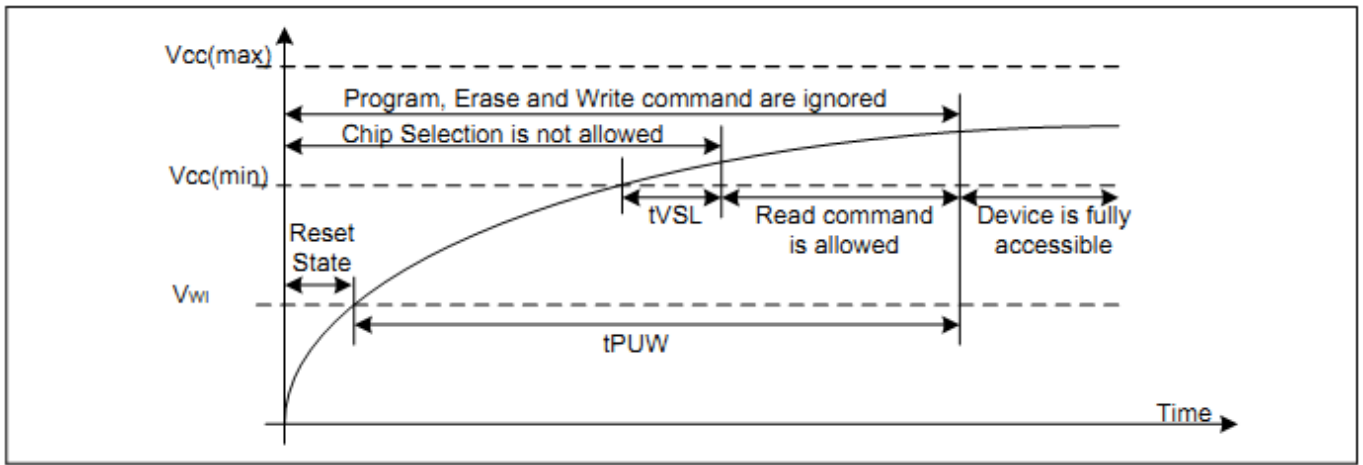 Vcc(max)
Program, Erase and Write command are ignored
Chip Selection is not allowed
Vcc(min)
tVSL
Read command
is allowed
Device is fully
accessible
Reset
State
VWI
tPUW
Time